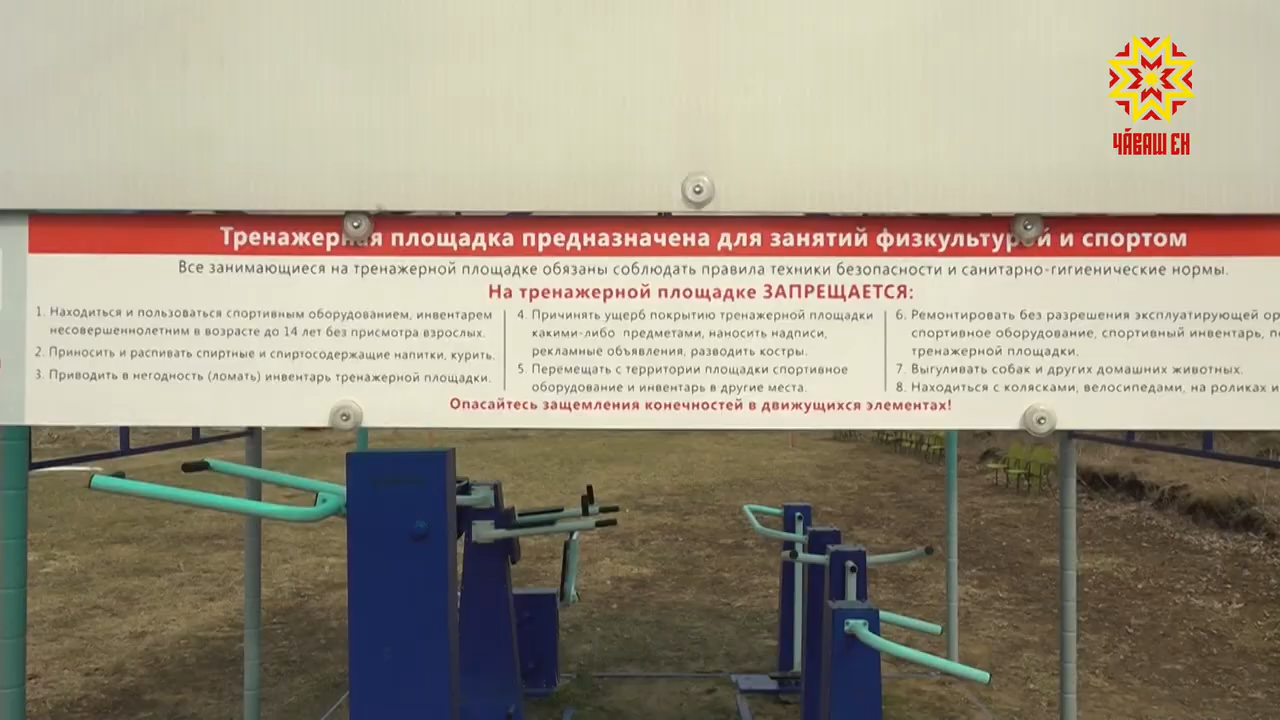 ЧӐВАШ ЕН
Тренажерная площадка предназначена для занятий физкультурой и спортом
Все занимающиеся на тренажерной площадке обязаны соблюдать правила техники безопасности и санитарно-гигиенические нормы.
На тренажерной площадке ЗАПРЕЩАЕТСЯ:
1. Находиться и пользоваться спортивным оборудованием, инвентарем
несовершеннолетним в возрасте до 14 лет без присмотра взрослых.
2. Приносить и распивать спиртные и спиртосодержащие напитки, курить.
3. Приводить в негодность (ломать) инвентарь тренажерной площадки.
4. Причинять ущерб покрытию тренажерной площадки
какими-либо предметами, наносить надписи,
рекламные объявления, разводить костры.
5. Перемещать с территории площадки спортивное
оборудование и инвентарь в другие места.
6. Ремонтировать без разрешения эксплуатирующей ор
спортивное оборудование, спортивный инвентарь, по
тренажерной площадки.
7. Выгуливать собак и других домашних животных.
8. Находиться с колясками, велосипедами, на роликах и
Опасайтесь защемления конечностей в движущихся элементах!